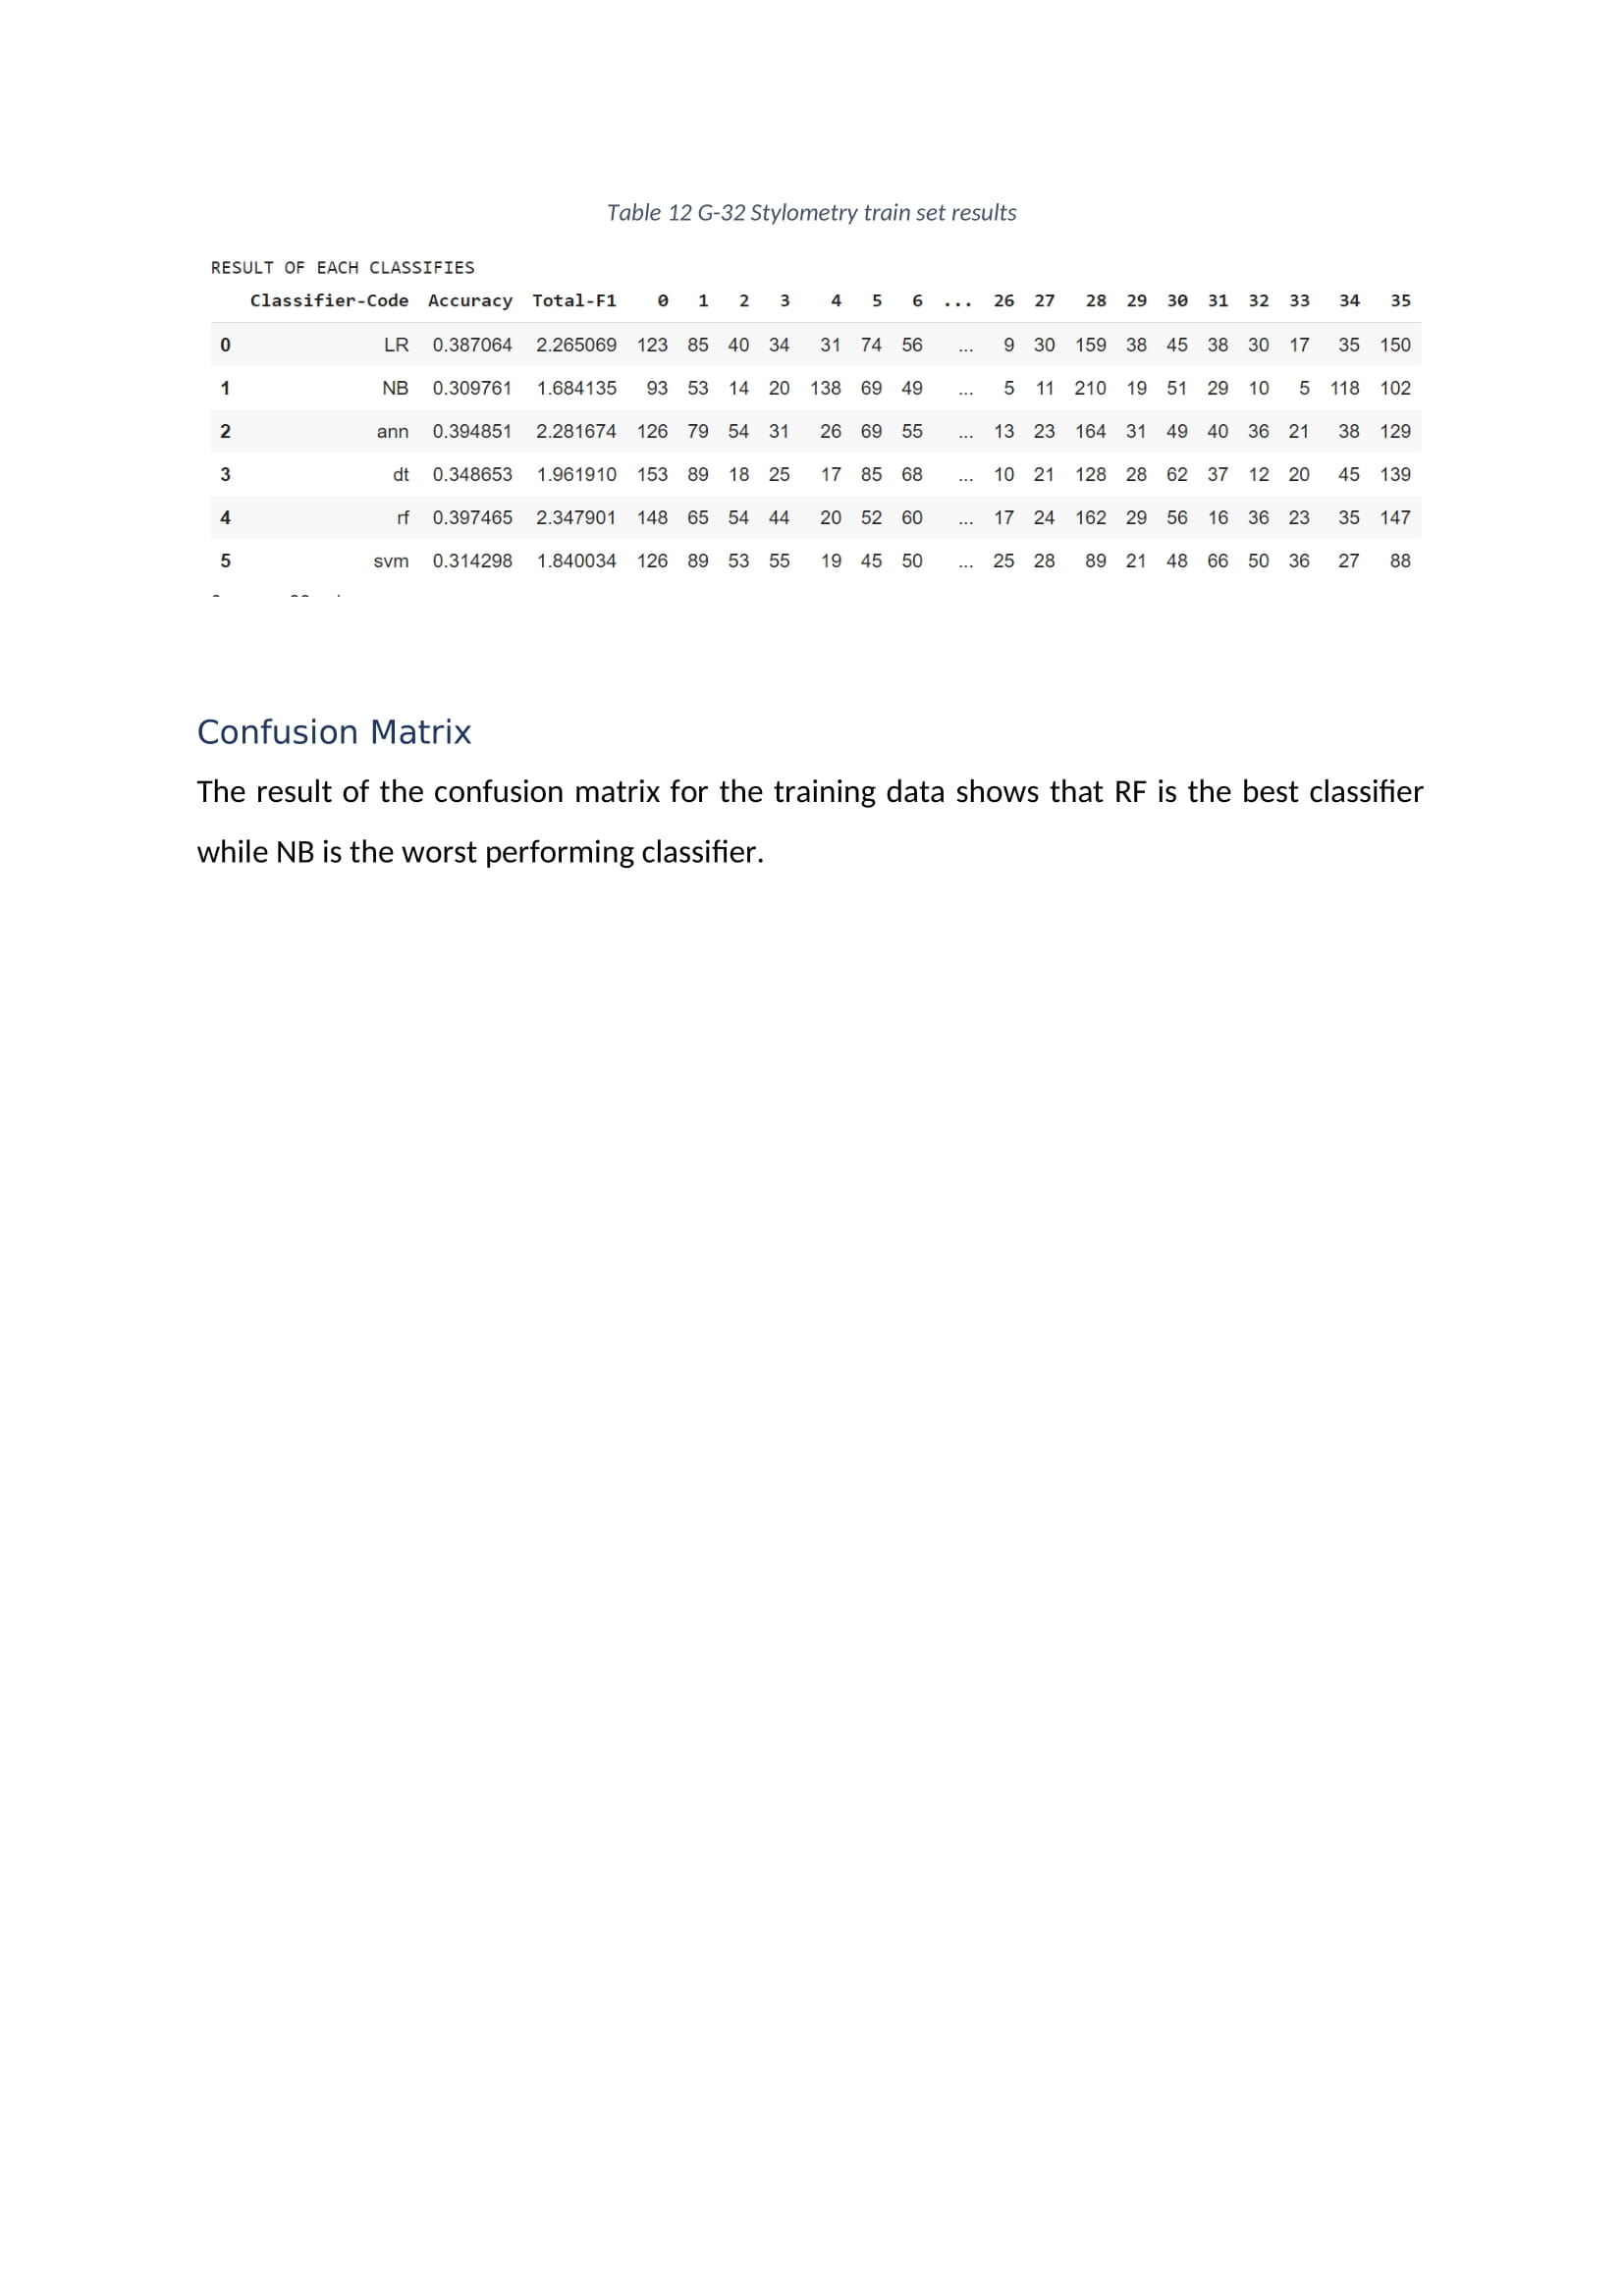 Table 12 G-32 Stylometry train set results
RESULT OF EACH CLASSIFIES
Classifier-Code Accuracy Total-F1 0 1 2 3 4 5 6 ... 26 27 28 29 30 31 32 33 34 35
0 LR 0.387064 2.265069 123 85 40 34 31 74 56 ... 9 30 159 38 45 38 30 17 35 150
1 NB 0.309761 1.684135 93 53 14 20 138 69 49 ... 5 11 210 19 51 29 10 5 118 102
2 ann 0.394851 2.281674 126 79 54 31 26 69 55 ... 13 23 164 31 49 40 36 21 38 129
3 dt 0.348653 1.961910 153 89 18 25 17 85 68 ... 10 21 128 28 62 37 12 20 45 139
4 rf 0.397465 2.347901 148 65 54 44 20 52 60 ... 17 24 162 29 56 16 36 23 35 147
5 svm 0.314298 1.840034 126 89 53 55 19 45 50 ... 25 28 89 21 48 66 50 36 27 88
Confusion Matrix
The result of the confusion matrix for the training data shows that RF is the best classifier
while NB is the worst performing classifier.